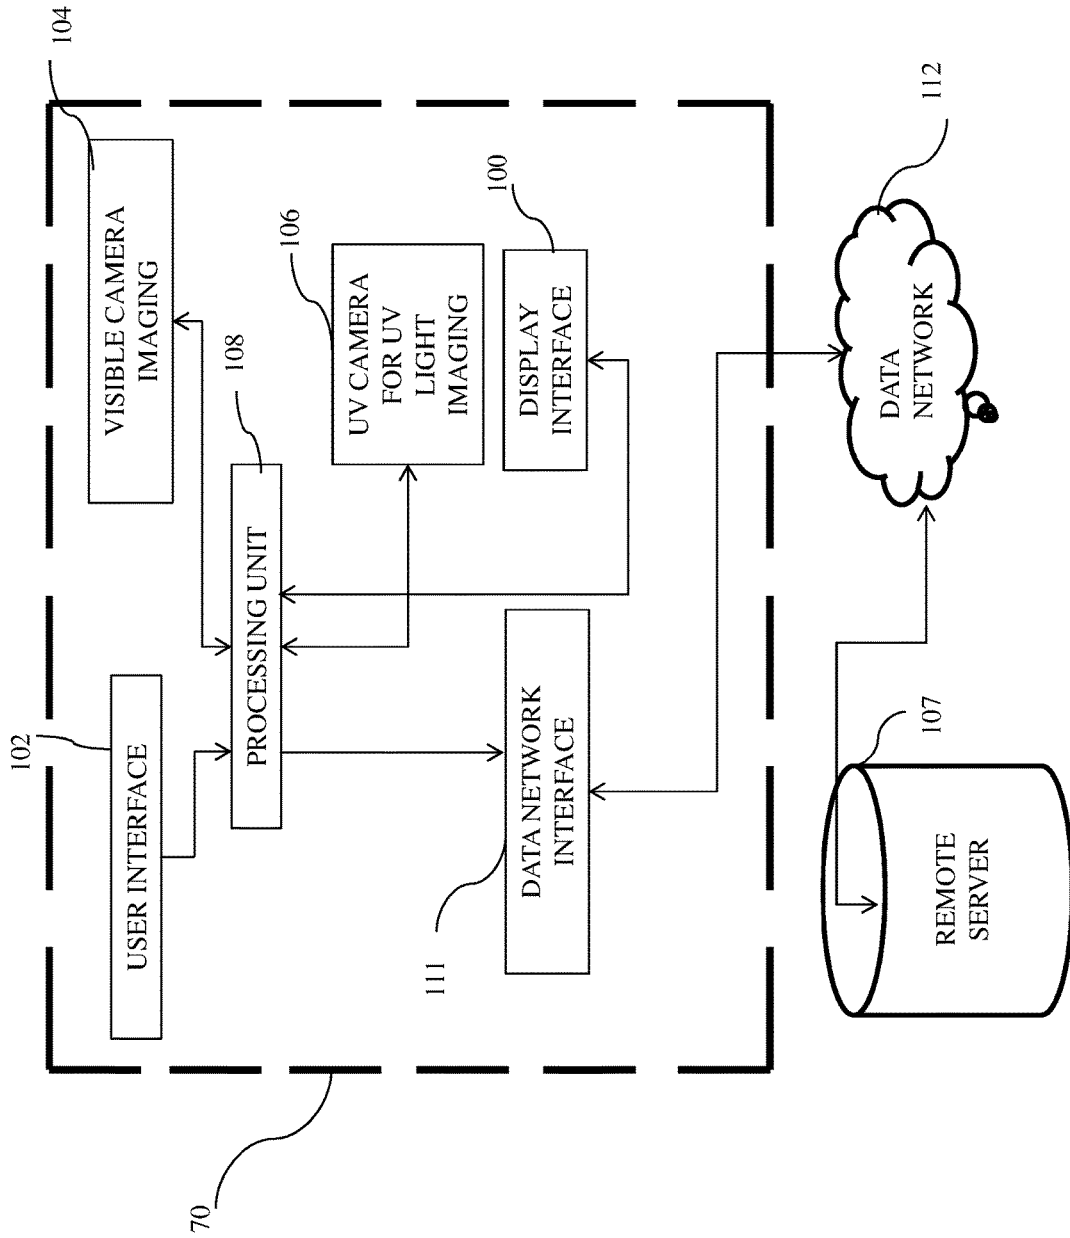 104
VISIBLE CAMERA
IMAGING
102
USER INTERFACE
108
PROCESSING UNIT
106
UV CAMERA
FOR UV
LIGHT
IMAGING
100
DISPLAY
INTERFACE
111
DATA NETWORK
INTERFACE
70
112
DATA
NETWORK
107
REMOTE
SERVER